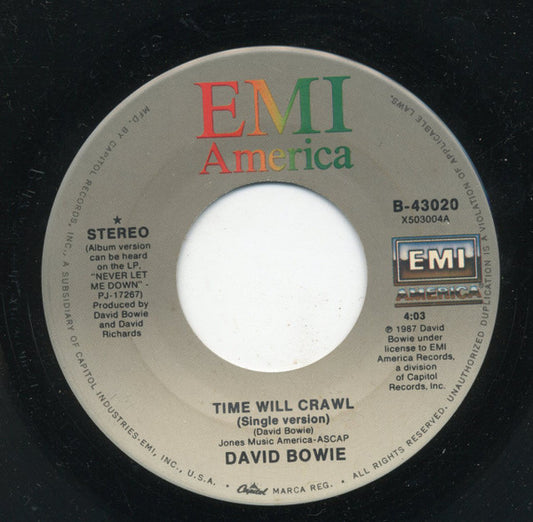 EMI
America
B-43020
X503004A
★
STEREO
(Album version
can be heard
on the LP,
"NEVER LET
ME DOWN" -
PJ-17267)
Produced by
David Bowie
and David
Richards
EMI
AMERICA
4:03
℗ 1987 David
Bowie under
license to EMI
America Records,
a division
of Capitol
Records, Inc.
TIME WILL CRAWL
(Single version)
(David Bowie)
Jones Music America-ASCAP
DAVID BOWIE
MFD. BY CAPITOL RECORDS, INC., A SUBSIDIARY OF CAPITOL INDUSTRIES-EMI, INC., U.S.A. • Capitol MARCA REG. • ALL RIGHTS RESERVED. UNAUTHORIZED DUPLICATION IS A VIOLATION OF APPLICABLE LAWS.